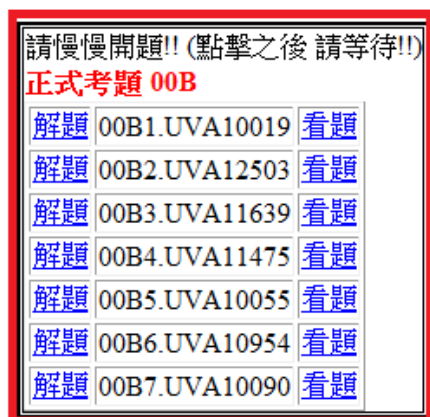 請慢慢開題!! (點擊之後 請等待!!)
正式考題 00B
解題 00B1.UVA10019 看題
解題 00B2.UVA12503 看題
解題 00B3.UVA11639 看題
解題 00B4.UVA11475 看題
解題 00B5.UVA10055 看題
解題 00B6.UVA10954 看題
解題 00B7.UVA10090 看題